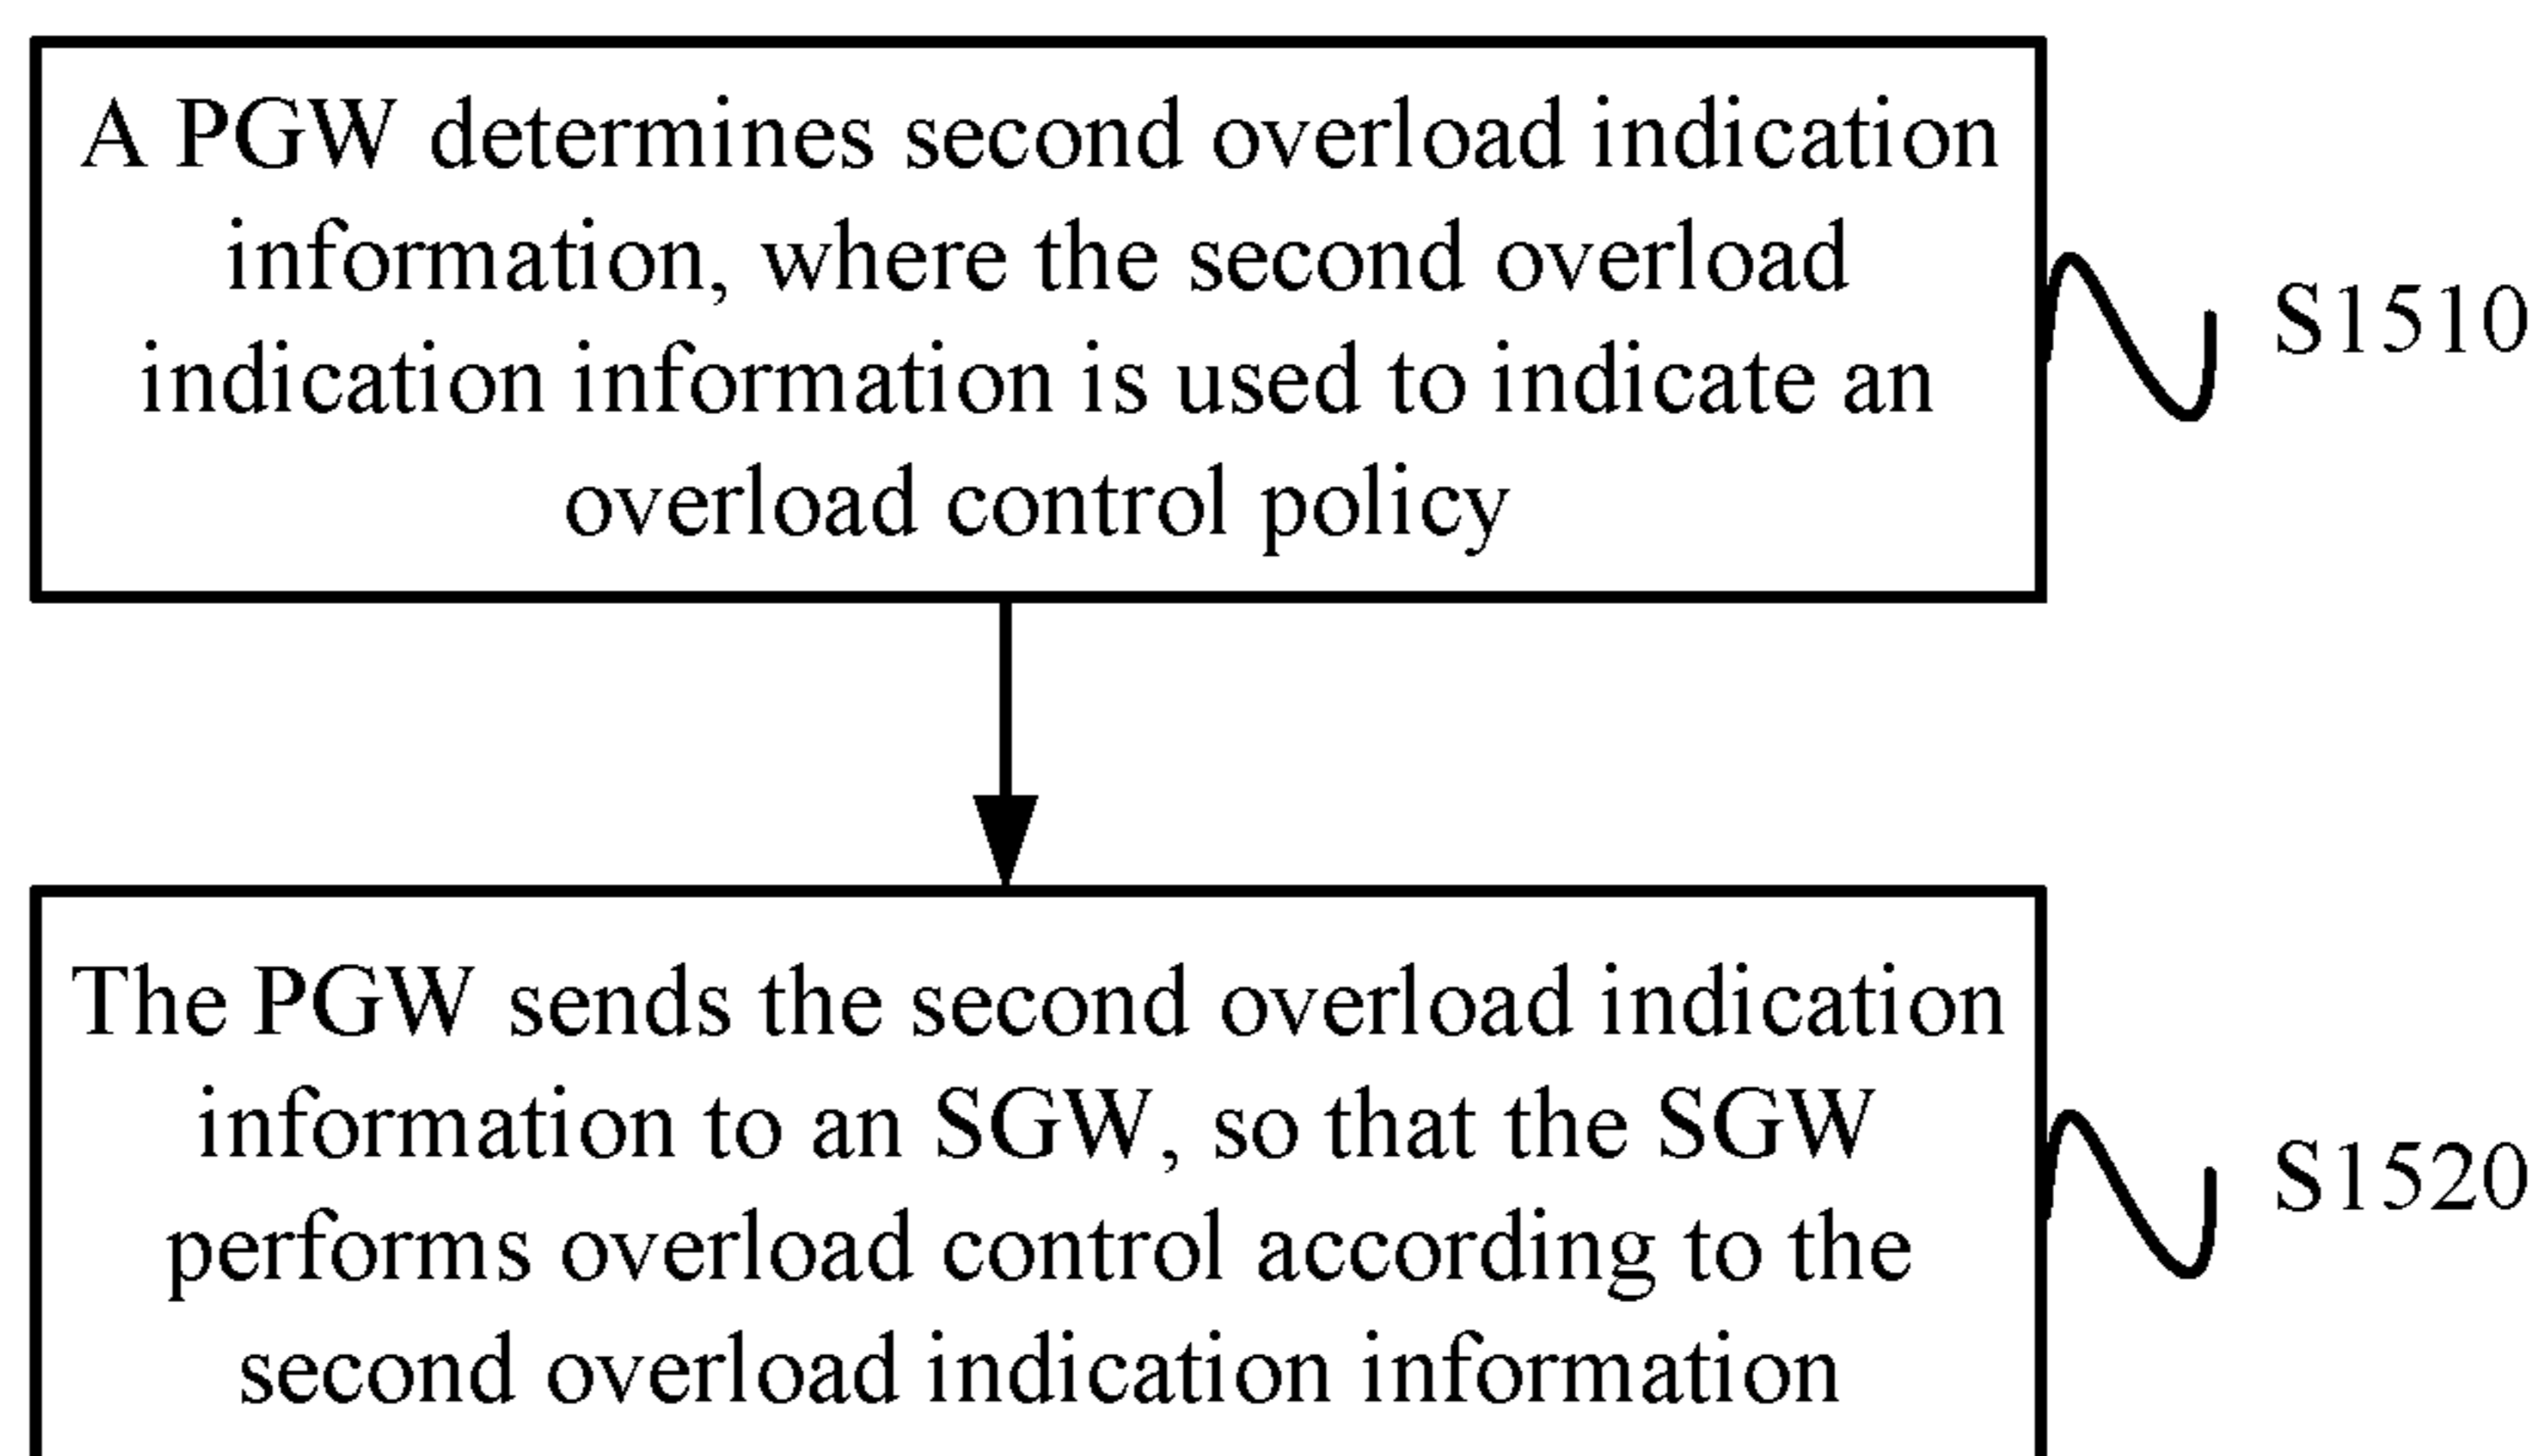 A PGW determines second overload indication
information, where the second overload
indication information is used to indicate an
overload control policy
S1510
The PGW sends the second overload indication
information to an SGW, so that the SGW
performs overload control according to the
second overload indication information
S1520